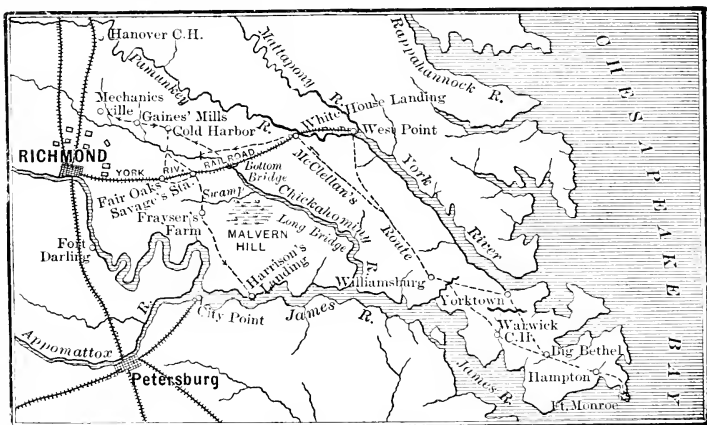 Hanover C.H.
Pamunkey R.
Mattapony R.
Rappahannock R.
CHESAPEAKE BAY
Mechanics
ville
Gaines' Mills
Cold Harbor
White House Landing
West Point
RICHMOND
YORK RIV. RAILROAD
Bottom
Bridge
Fair Oaks
Savage's Sta.
McClellan's Route
York River
Swamp
Chickahominy R.
Frayser's
Farm
MALVERN
HILL
Long Bridge
Fort
Darling
Harrison's
Landing
Williamsburg
Yorktown
City Point
James R.
Warwick
C.H.
Big Bethel
Appomattox R.
Hampton
James R.
Petersburg
Ft. Monroe